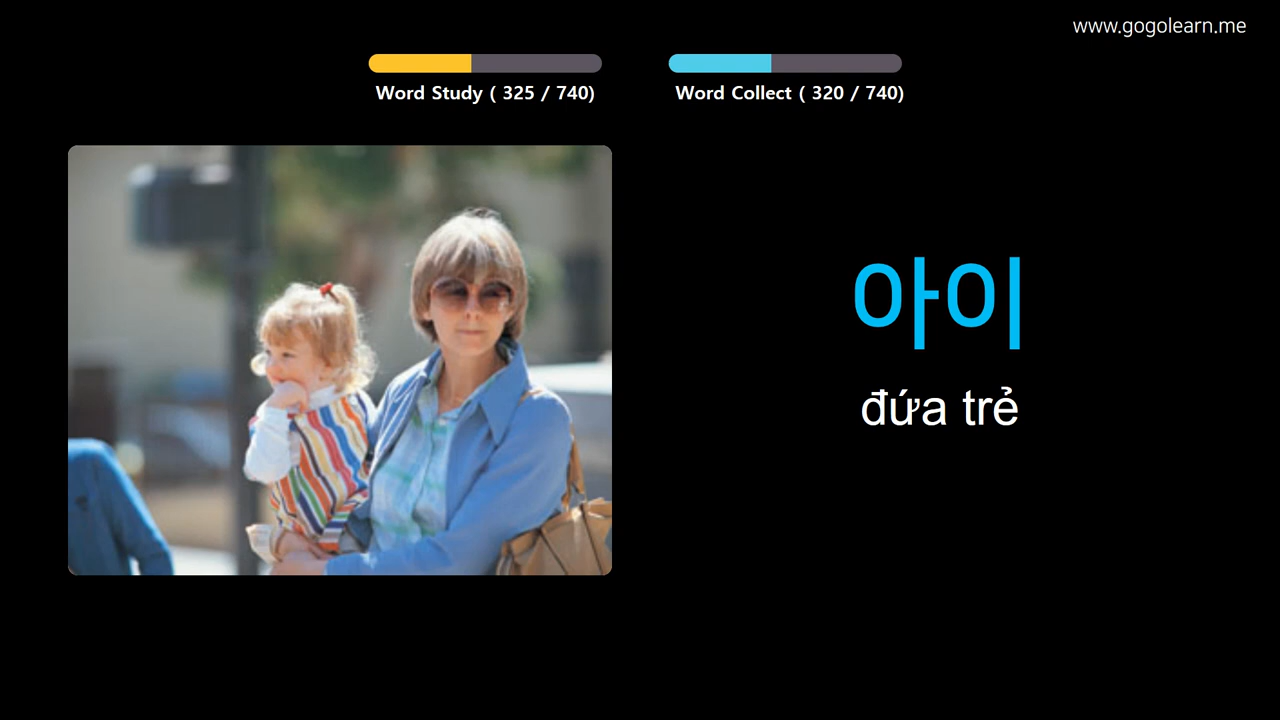 www.gogolearn.me
Word Study ( 325 / 740)
Word Collect ( 320 / 740)
아이
đứa trẻ